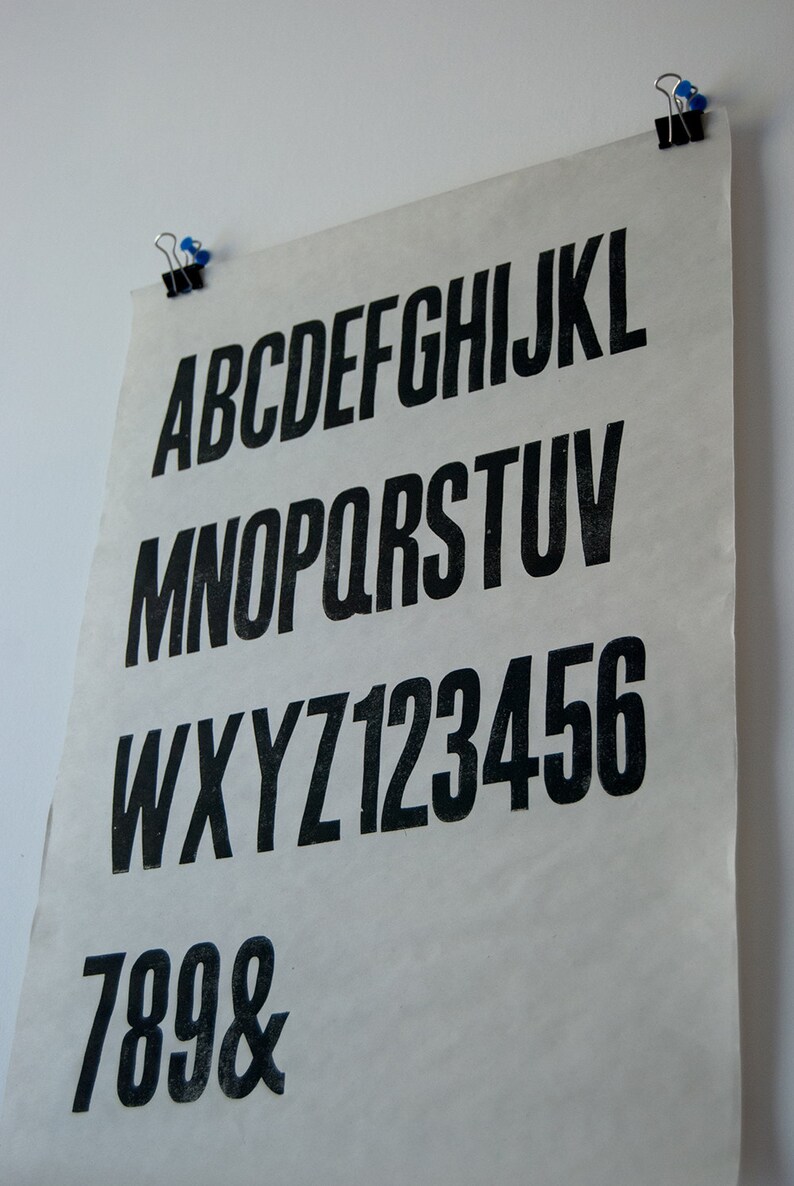 ABCDEFGHIJKL
MNOPQRSTUV
WXYZ123456
789&